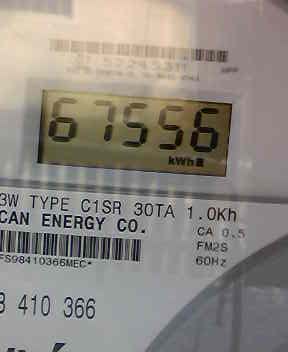 67556
kWh
3W TYPE C1SR 30TA 1.0Kh
CAN ENERGY CO.
CA 0.5
FM2S
60Hz
FS98410366MEC*
3 410 366